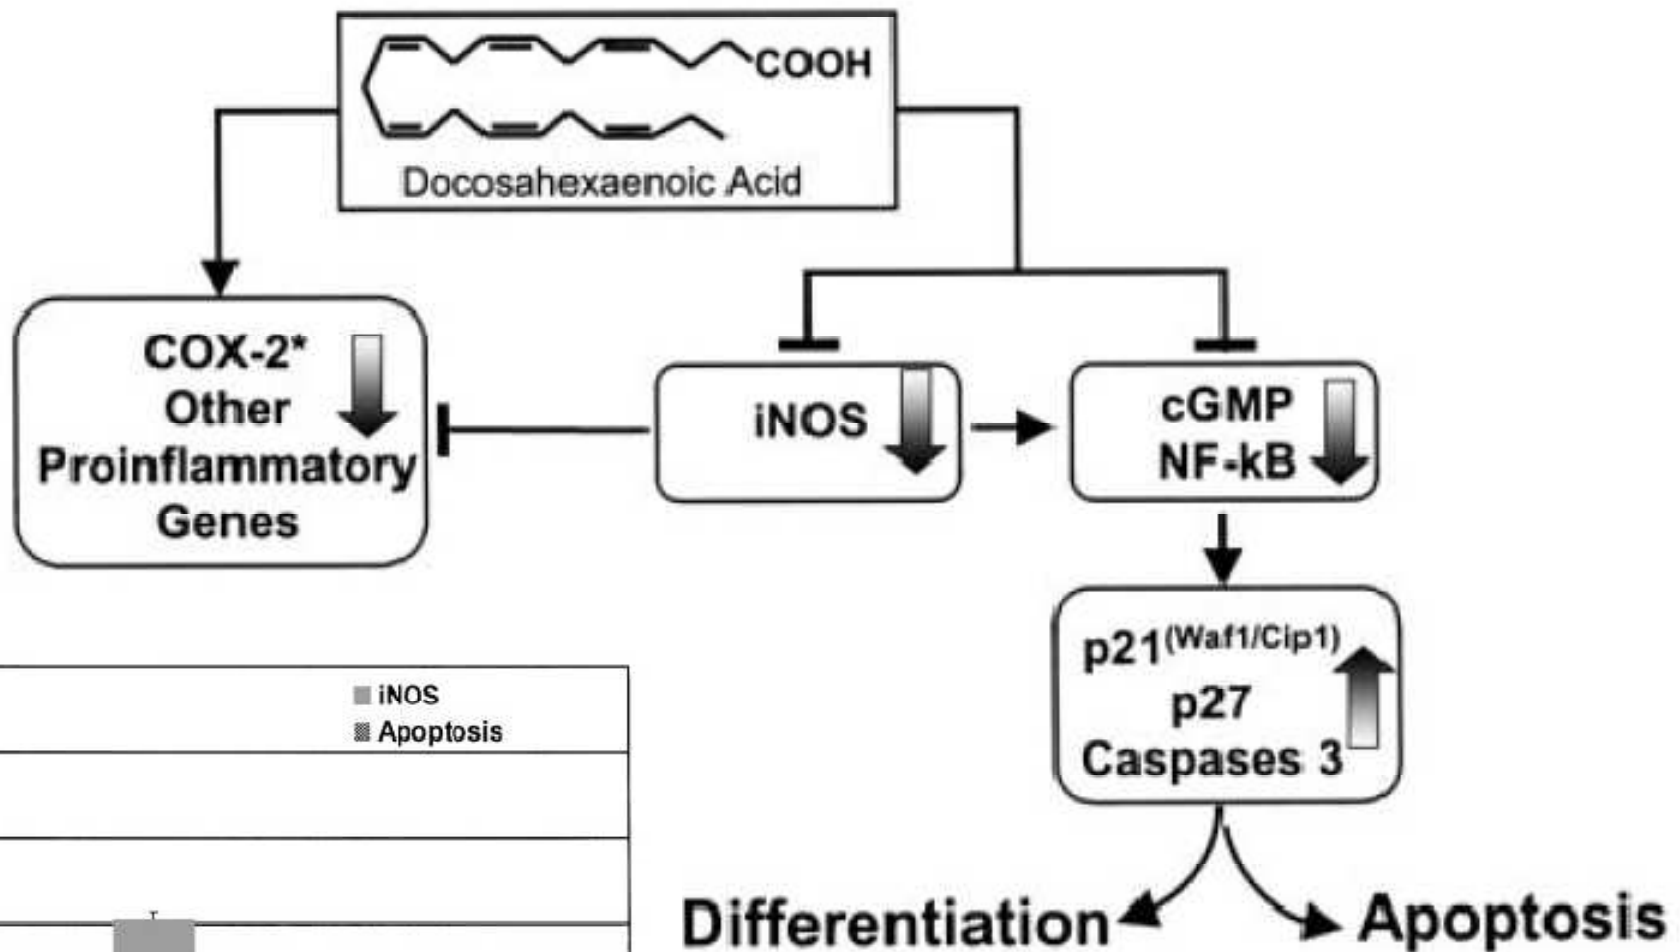 COOH
Docosahexaenoic Acid
COX-2*
Other
Proinflammatory
Genes
iNOS
cGMP
NF-kB
p21(Waf1/Cip1)
p27
Caspases 3
iNOS
Apoptosis
Differentiation
Apoptosis